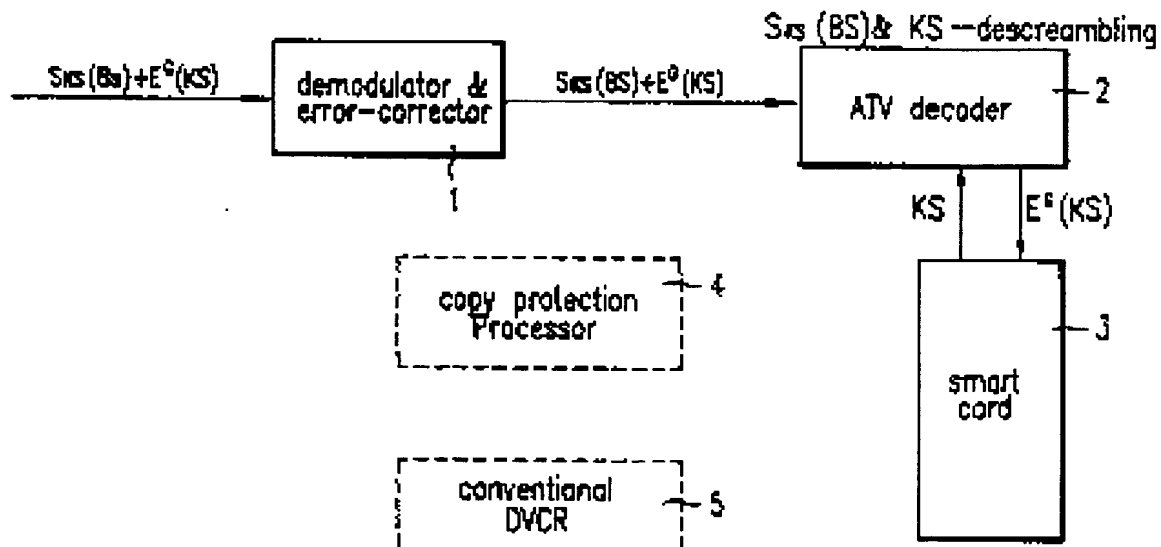 SKS (BS)& KS —descreambling
SKS(BS)+E^G(KS)
demodulator &
error-corrector
1
SKS(BS)+E^G(KS)
ATV decoder
2
KS
E^G(KS)
copy protection
Processor
4
smart
card
3
conventional
DVCR
5